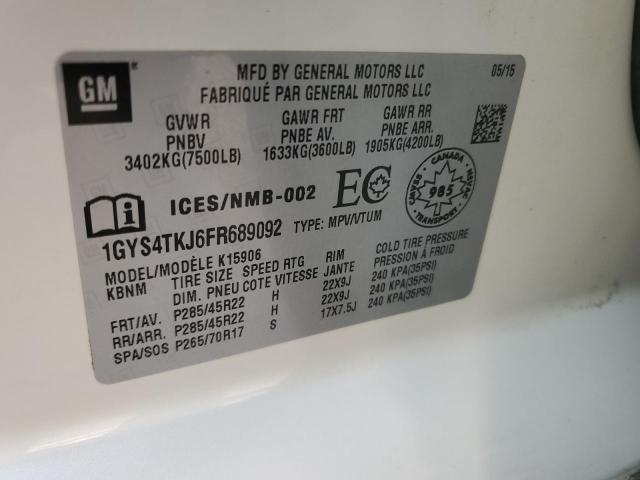 GM
MFD BY GENERAL MOTORS LLC 05/15
FABRIQUÉ PAR GENERAL MOTORS LLC
GVWR GAWR FRT GAWR RR
PNBV PNBE AV. PNBE ARR.
3402KG(7500LB) 1633KG(3600LB) 1905KG(4200LB)
ICES/NMB-002 EC CANADA 985 CMVSS NSVAC
1GYS4TKJ6FR689092 TYPE: MPV/VTUM
MODEL/MODÈLE K15906
KBNM TIRE SIZE SPEED RTG RIM COLD TIRE PRESSURE
DIM. PNEU COTE VITESSE JANTE PRESSION À FROID
FRT/AV. P285/45R22 H 22X9J 240 KPA(35PSI)
RR/ARR. P285/45R22 H 22X9J 240 KPA(35PSI)
SPA/SOS P265/70R17 S 17X7.5J 240 KPA(35PSI)